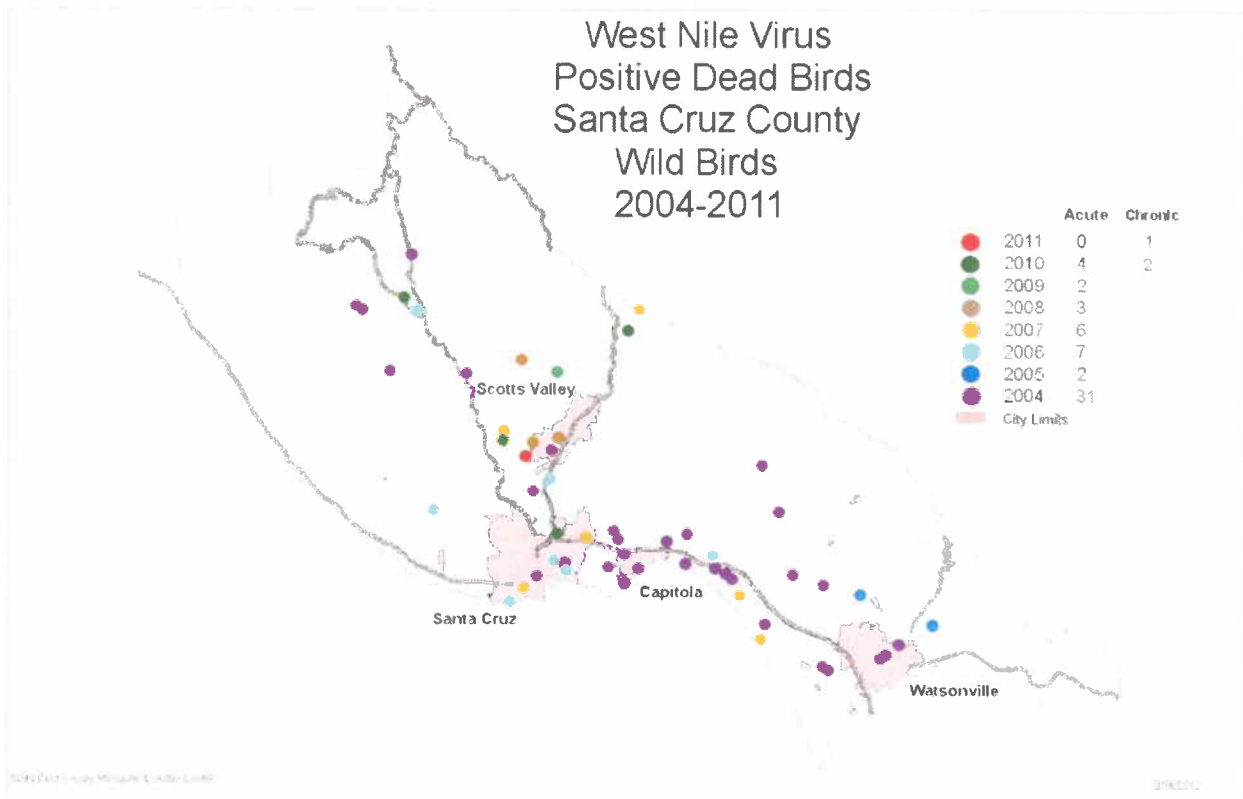 West Nile Virus
Positive Dead Birds
Santa Cruz County
Wild Birds
2004-2011
Acute Chronic
2011 0 1
2010 4 2
2009 2
2008 3
2007 6
2006 7
2005 2
2004 31
City Limits
Scotts Valley
Capitola
Santa Cruz
Watsonville